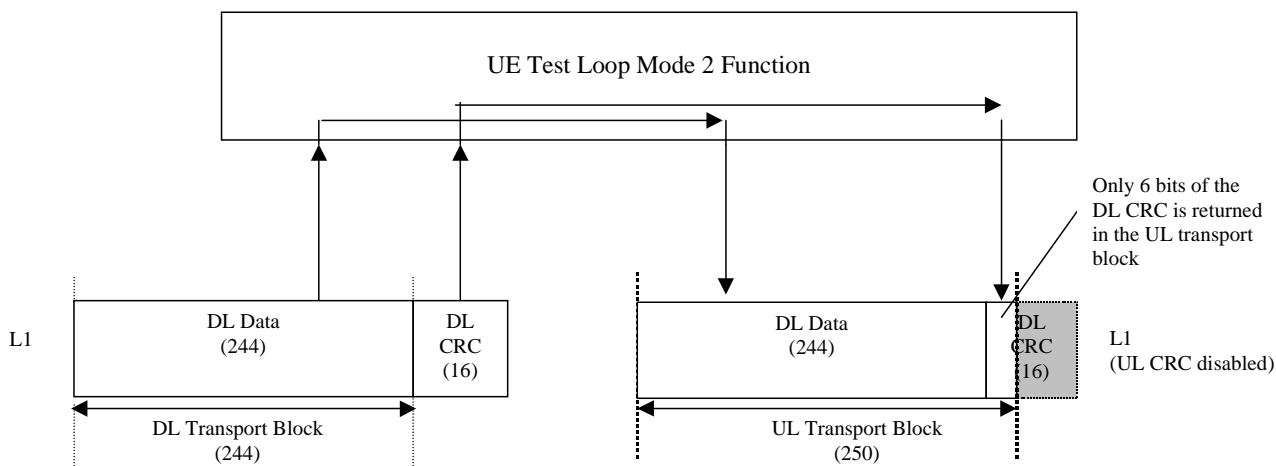 UE Test Loop Mode 2 Function
Only 6 bits of the
DL CRC is returned
in the UL transport
block
L1
DL Data
(244)
DL
CRC
(16)
DL Transport Block
(244)
DL Data
(244)
DL
CRC
(16)
UL Transport Block
(250)
L1
(UL CRC disabled)